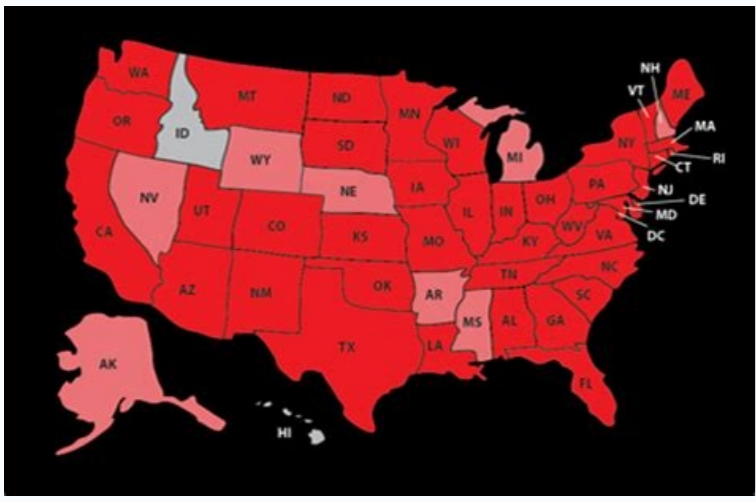 WA
MT
ND
MN
OR
ID
SD
WI
WY
MI
NY
VT
NH
ME
MA
RI
CT
NJ
DE
MD
DC
NV
UT
NE
IA
CA
CO
KS
MO
IL
IN
OH
PA
WV
VA
KY
AZ
NM
OK
AR
TN
NC
SC
TX
LA
MS
AL
GA
FL
AK
HI